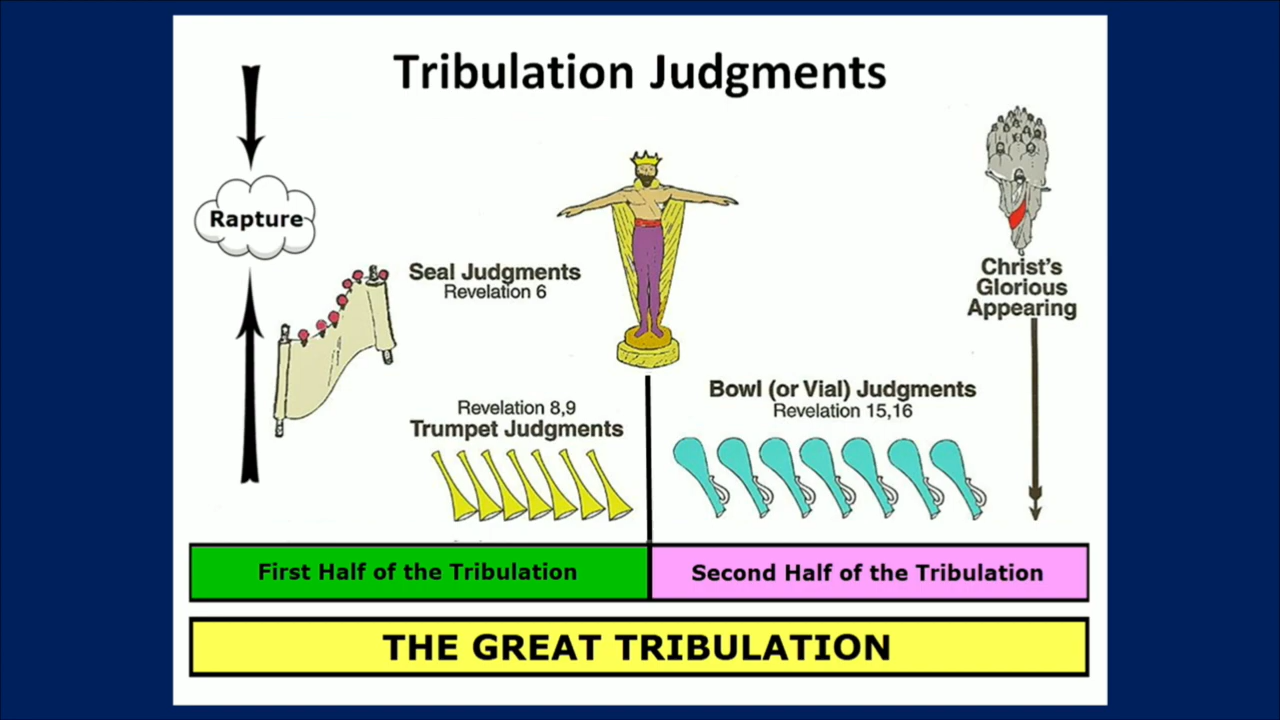 Tribulation Judgments
Rapture
Seal Judgments
Revelation 6
Christ's
Glorious
Appearing
Revelation 8,9
Trumpet Judgments
Bowl (or Vial) Judgments
Revelation 15,16
First Half of the Tribulation
Second Half of the Tribulation
THE GREAT TRIBULATION